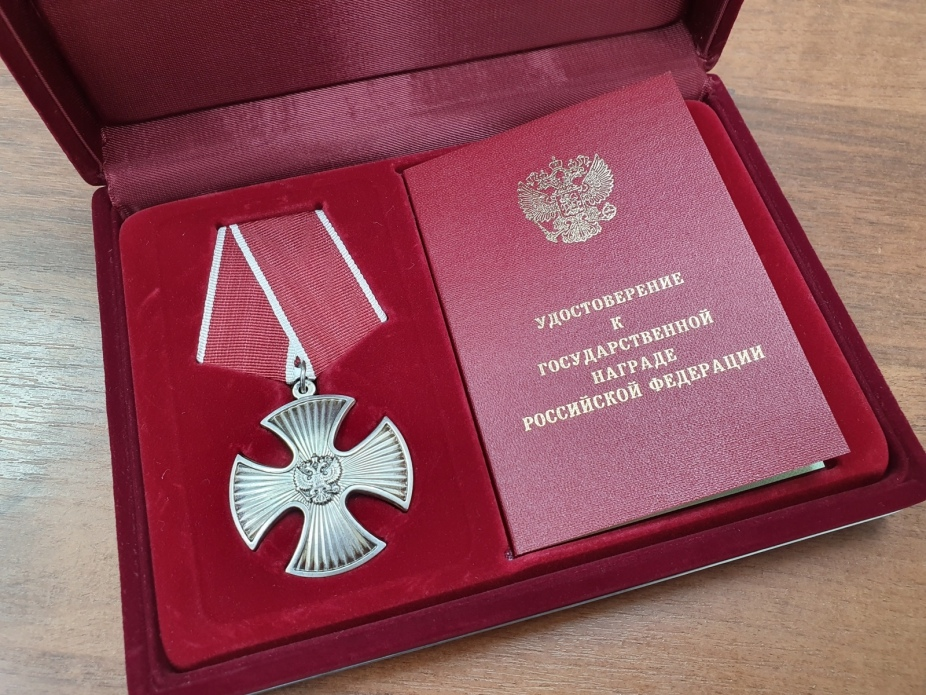 УДОСТОВЕРЕНИЕ
К
ГОСУДАРСТВЕННОЙ
НАГРАДЕ
РОССИЙСКОЙ ФЕДЕРАЦИИ